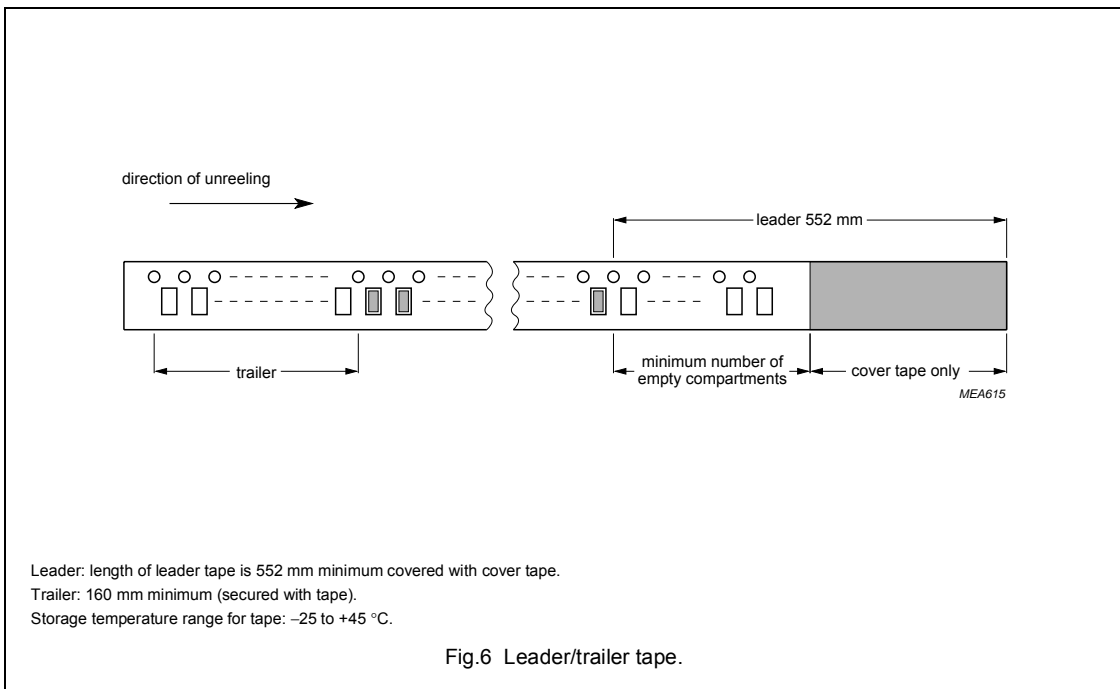 direction of unreeling
leader 552 mm
trailer
minimum number of
empty compartments
cover tape only
MEA615
Leader: length of leader tape is 552 mm minimum covered with cover tape.
Trailer: 160 mm minimum (secured with tape).
Storage temperature range for tape: −25 to +45 °C.
Fig.6 Leader/trailer tape.